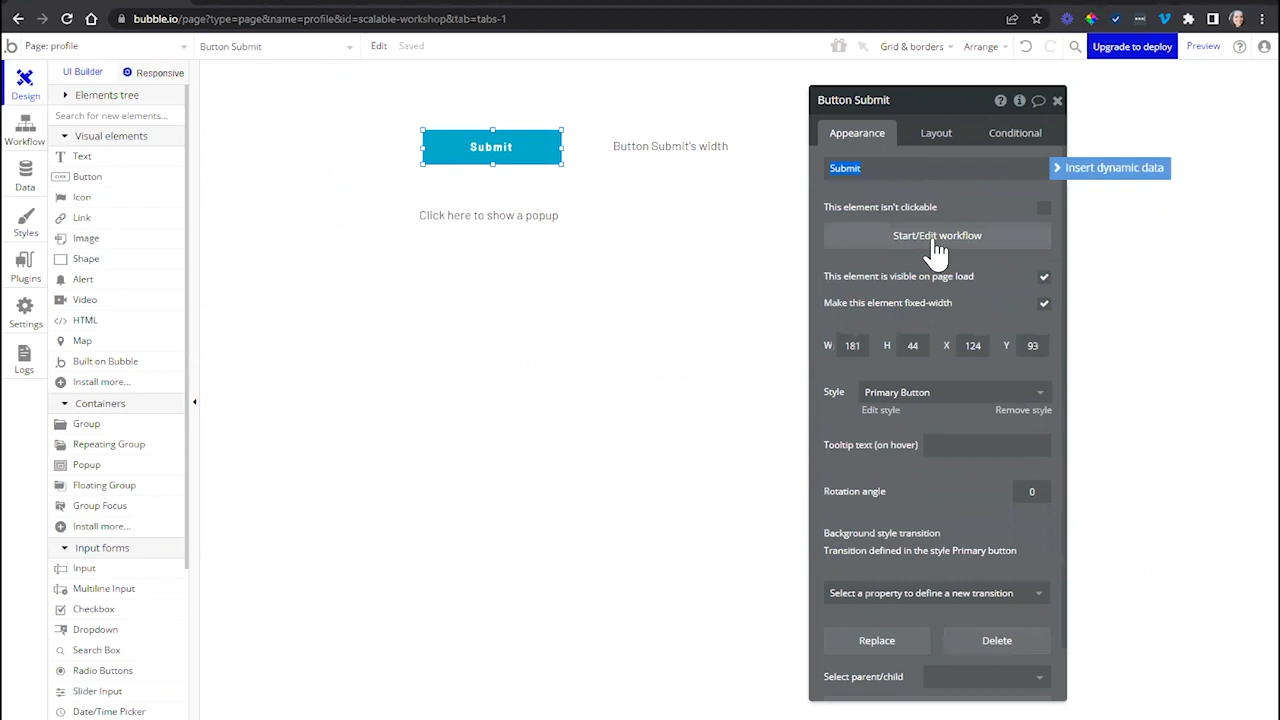 bubble.io/page?type=page&name=profile&id=scalable-workshop&tab=tabs-1
Page: profile
Button Submit
Edit
Saved
Grid & borders
Arrange
Upgrade to deploy
Preview
Design
Workflow
Data
Styles
Plugins
Settings
Logs
UI Builder
Responsive
Elements tree
Search for new elements...
Visual elements
Text
CLICK
Button
Icon
Link
Image
Shape
Alert
Video
HTML
Map
Built on Bubble
Install more...
Containers
Group
Repeating Group
Popup
Floating Group
Group Focus
Install more...
Input forms
Input
Multiline Input
Checkbox
Dropdown
Search Box
Radio Buttons
Slider Input
Date/Time Picker
Submit
Button Submit's width
Click here to show a popup
Button Submit
Appearance
Layout
Conditional
Submit
Insert dynamic data
This element isn't clickable
Start/Edit workflow
This element is visible on page load
Make this element fixed-width
W 181 H 44 X 124 Y 93
Style Primary Button
Edit style
Remove style
Tooltip text (on hover)
Rotation angle 0
Background style transition
Transition defined in the style Primary button
Select a property to define a new transition
Replace
Delete
Select parent/child